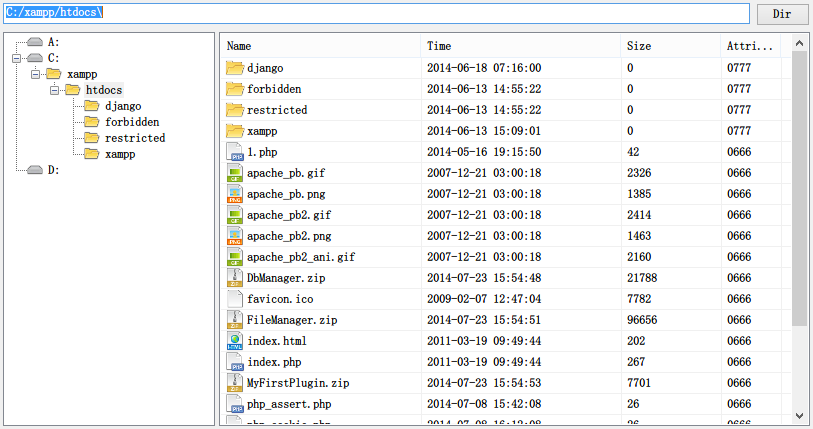 C:/xampp/htdocs\
Dir
A:
C:
xampp
htdocs
django
forbidden
restricted
xampp
D:
Name Time Size Attri...
django 2014-06-18 07:16:00 0 0777
forbidden 2014-06-13 14:55:22 0 0777
restricted 2014-06-13 14:55:22 0 0777
xampp 2014-06-13 15:09:01 0 0777
1.php 2014-05-16 19:15:50 42 0666
apache_pb.gif 2007-12-21 03:00:18 2326 0666
apache_pb.png 2007-12-21 03:00:18 1385 0666
apache_pb2.gif 2007-12-21 03:00:18 2414 0666
apache_pb2.png 2007-12-21 03:00:18 1463 0666
apache_pb2_ani.gif 2007-12-21 03:00:18 2160 0666
DbManager.zip 2014-07-23 15:54:48 21788 0666
favicon.ico 2009-02-07 12:47:04 7782 0666
FileManager.zip 2014-07-23 15:54:51 96656 0666
index.html 2011-03-19 09:49:44 202 0666
index.php 2011-03-19 09:49:44 267 0666
MyFirstPlugin.zip 2014-07-23 15:54:53 7701 0666
php_assert.php 2014-07-08 15:42:08 26 0666